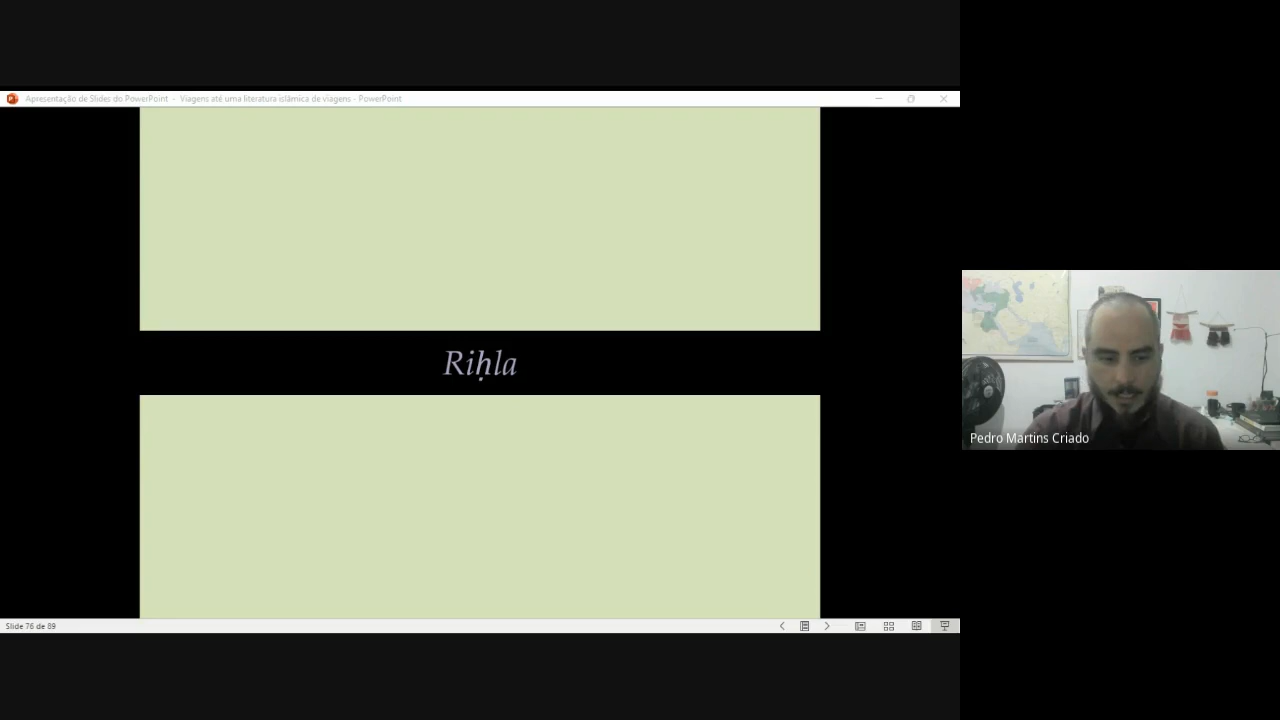 Apresentação de Slides do PowerPoint - Viagens até uma literatura islâmica de viagens - PowerPoint
Riḥla
Pedro Martins Criado
Slide 76 de 89